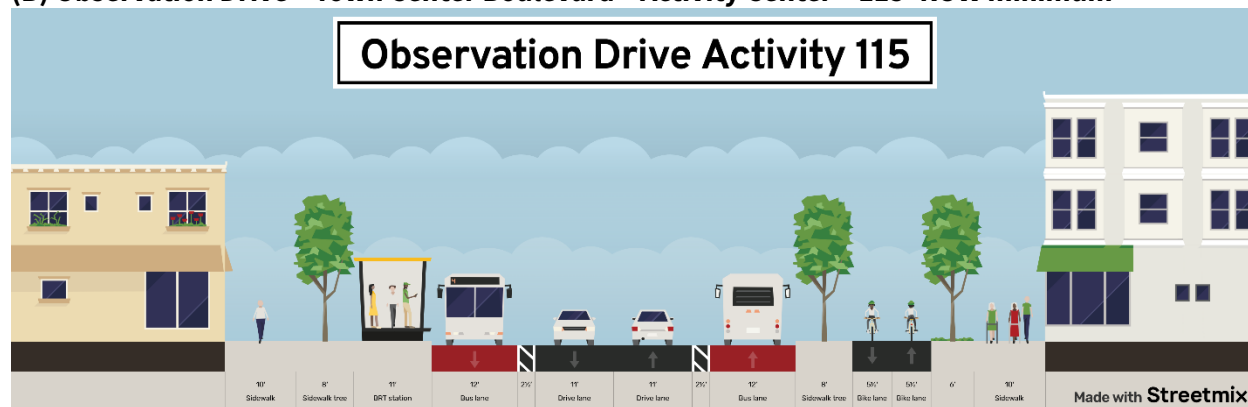 Observation Drive Activity 115
10' 8' 11' 12' 2½' 11' 11' 2½' 12' 8' 5½' 5½' 6' 10'
Sidewalk Sidewalk tree BRT station Bus lane Drive lane Drive lane Bus lane Sidewalk tree Bike lane Bike lane Sidewalk
Made with Streetmix